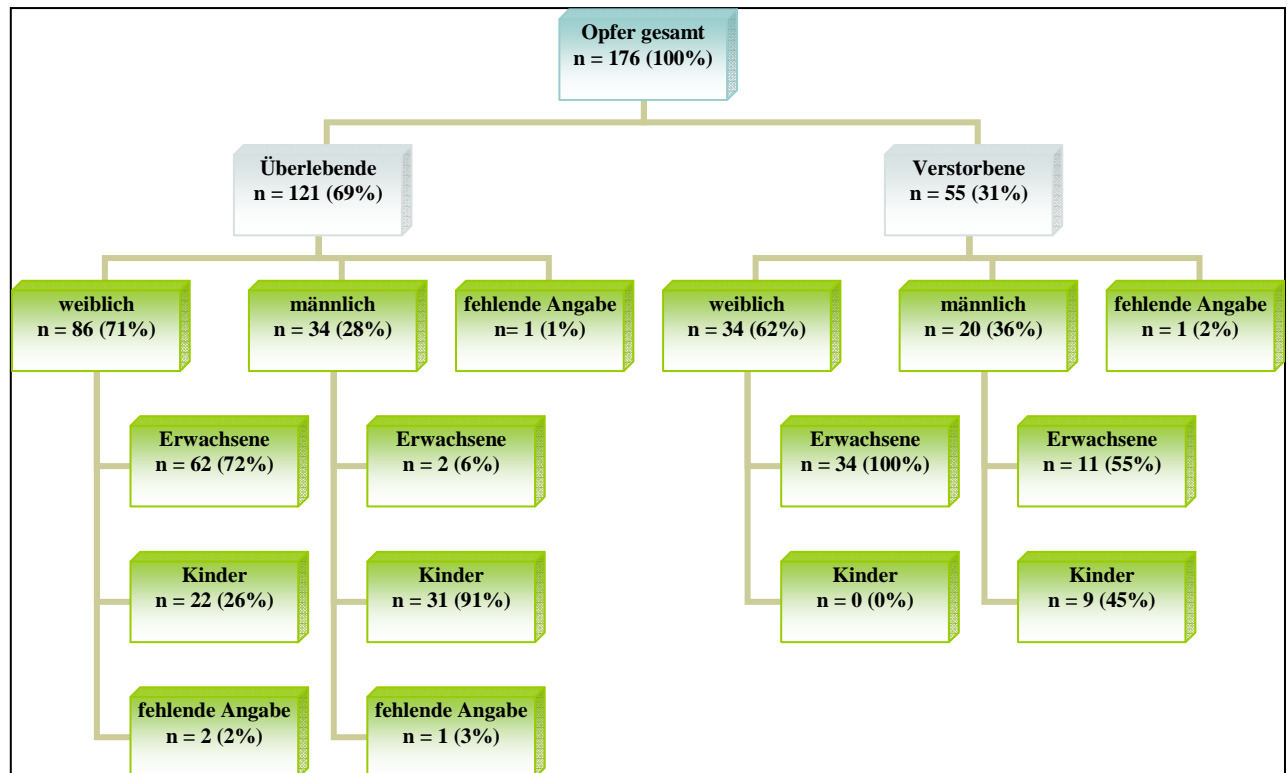 Opfer gesamt
n = 176 (100%)
Überlebende
n = 121 (69%)
Verstorbene
n = 55 (31%)
weiblich
n = 86 (71%)
männlich
n = 34 (28%)
fehlende Angabe
n= 1 (1%)
weiblich
n = 34 (62%)
männlich
n = 20 (36%)
fehlende Angabe
n = 1 (2%)
Erwachsene
n = 62 (72%)
Erwachsene
n = 2 (6%)
Erwachsene
n = 34 (100%)
Erwachsene
n = 11 (55%)
Kinder
n = 22 (26%)
Kinder
n = 31 (91%)
Kinder
n = 0 (0%)
Kinder
n = 9 (45%)
fehlende Angabe
n = 2 (2%)
fehlende Angabe
n = 1 (3%)